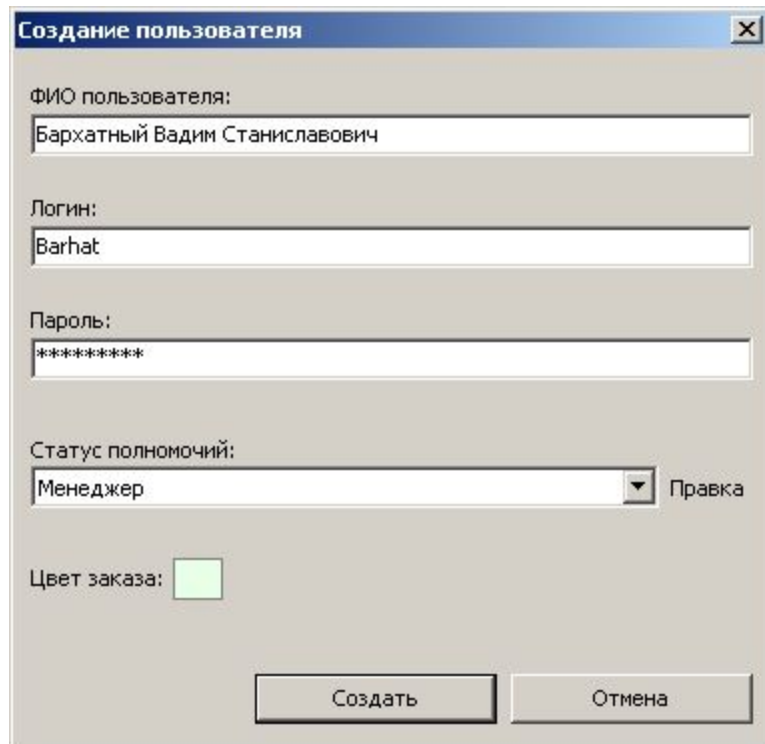 Создание пользователя
ФИО пользователя:
Бархатный Вадим Станиславович
Логин:
Barhat
Пароль:
*********
Статус полномочий:
Менеджер Правка
Цвет заказа:
Создать Отмена